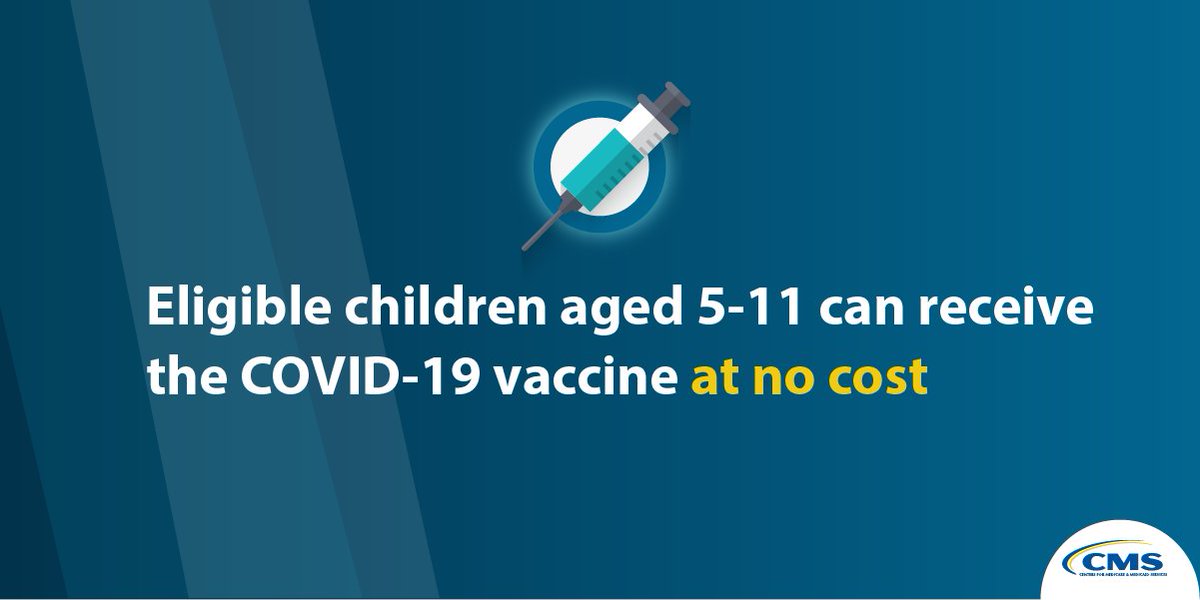 Eligible children aged 5-11 can receive
the COVID-19 vaccine at no cost
CMS
CENTERS FOR MEDICARE & MEDICAID SERVICES